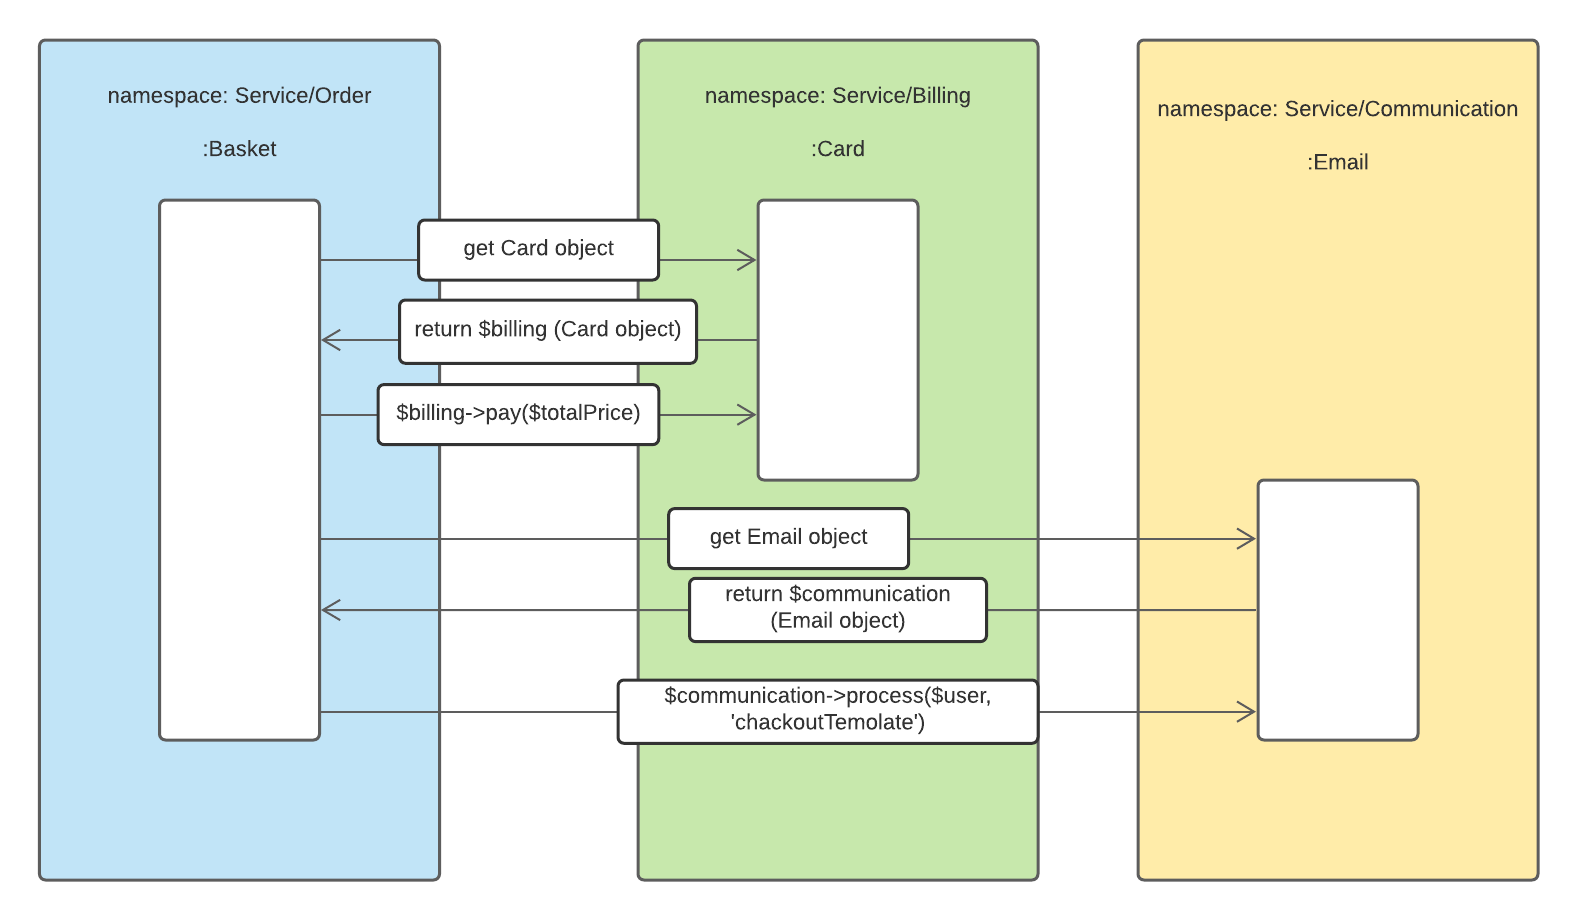 namespace: Service/Order
:Basket
namespace: Service/Billing
:Card
namespace: Service/Communication
:Email
get Card object
return $billing (Card object)
$billing->pay($totalPrice)
get Email object
return $communication
(Email object)
$communication->process($user,
'chackoutTemolate')